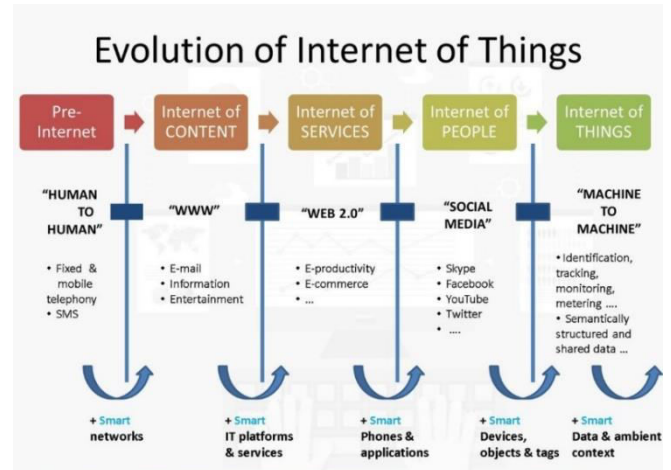 Evolution of Internet of Things
Pre-
Internet
Internet of
CONTENT
Internet of
SERVICES
Internet of
PEOPLE
Internet of
THINGS
"HUMAN
TO
HUMAN"
"WWW"
"WEB 2.0"
"SOCIAL
MEDIA"
"MACHINE
TO
MACHINE"
• Fixed &
mobile
telephony
• SMS
• E-mail
• Information
• Entertainment
• E-productivity
• E-commerce
• ...
• Skype
• Facebook
• YouTube
• Twitter
• ....
• Identification,
tracking,
monitoring,
metering ....
• Semantically
structured and
shared data ...
+ Smart
networks
+ Smart
IT platforms
& services
+ Smart
Phones &
applications
+ Smart
Devices,
objects & tags
+ Smart
Data & ambient
context